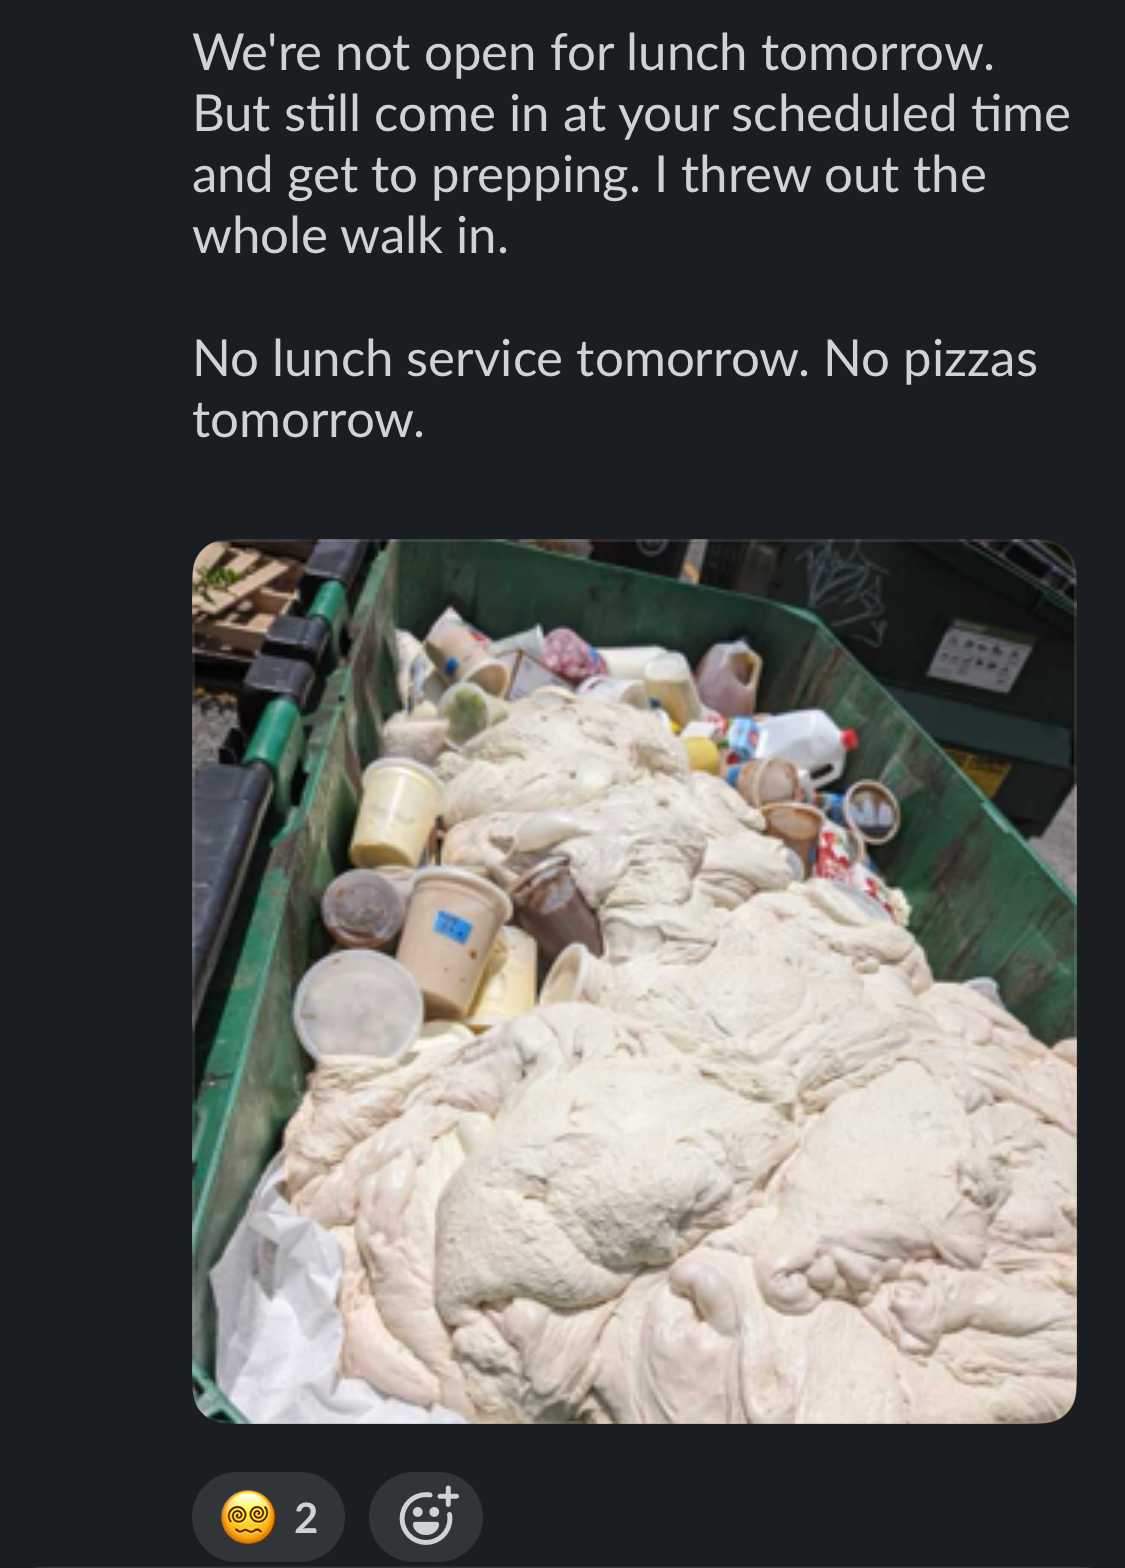 We're not open for lunch tomorrow.
But still come in at your scheduled time
and get to prepping. I threw out the
whole walk in.
No lunch service tomorrow. No pizzas
tomorrow.
2